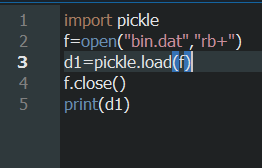 1 import pickle
2 f=open("bin.dat","rb+")
3 d1=pickle.load(f)
4 f.close()
5 print(d1)